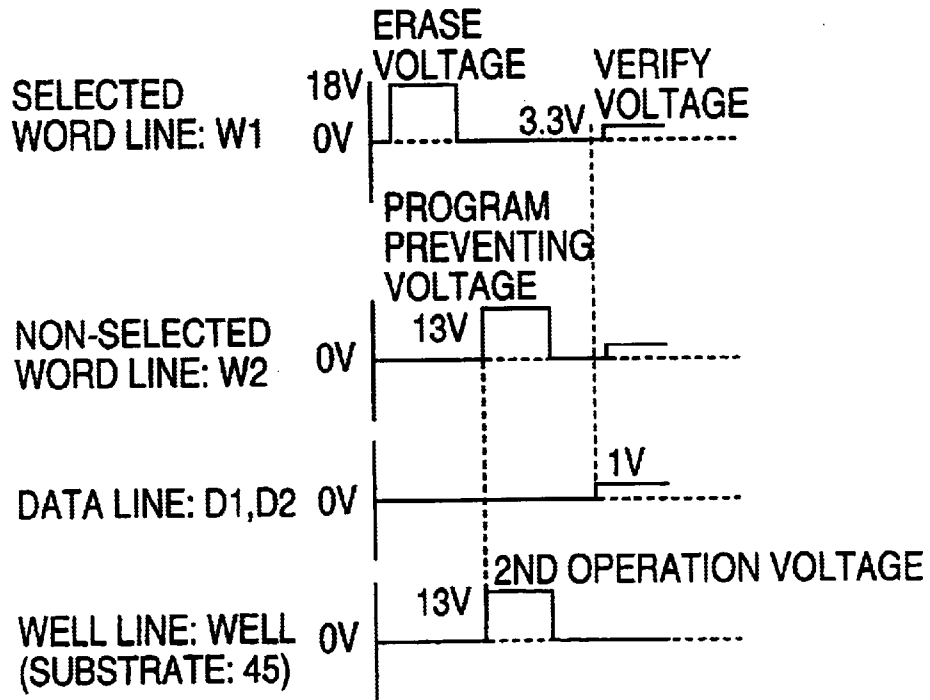 ERASE
VOLTAGE
SELECTED
WORD LINE: W1
18V
0V
3.3V
VERIFY
VOLTAGE
PROGRAM
PREVENTING
VOLTAGE
NON-SELECTED
WORD LINE: W2
13V
0V
DATA LINE: D1,D2
0V
1V
2ND OPERATION VOLTAGE
WELL LINE: WELL
(SUBSTRATE: 45)
13V
0V